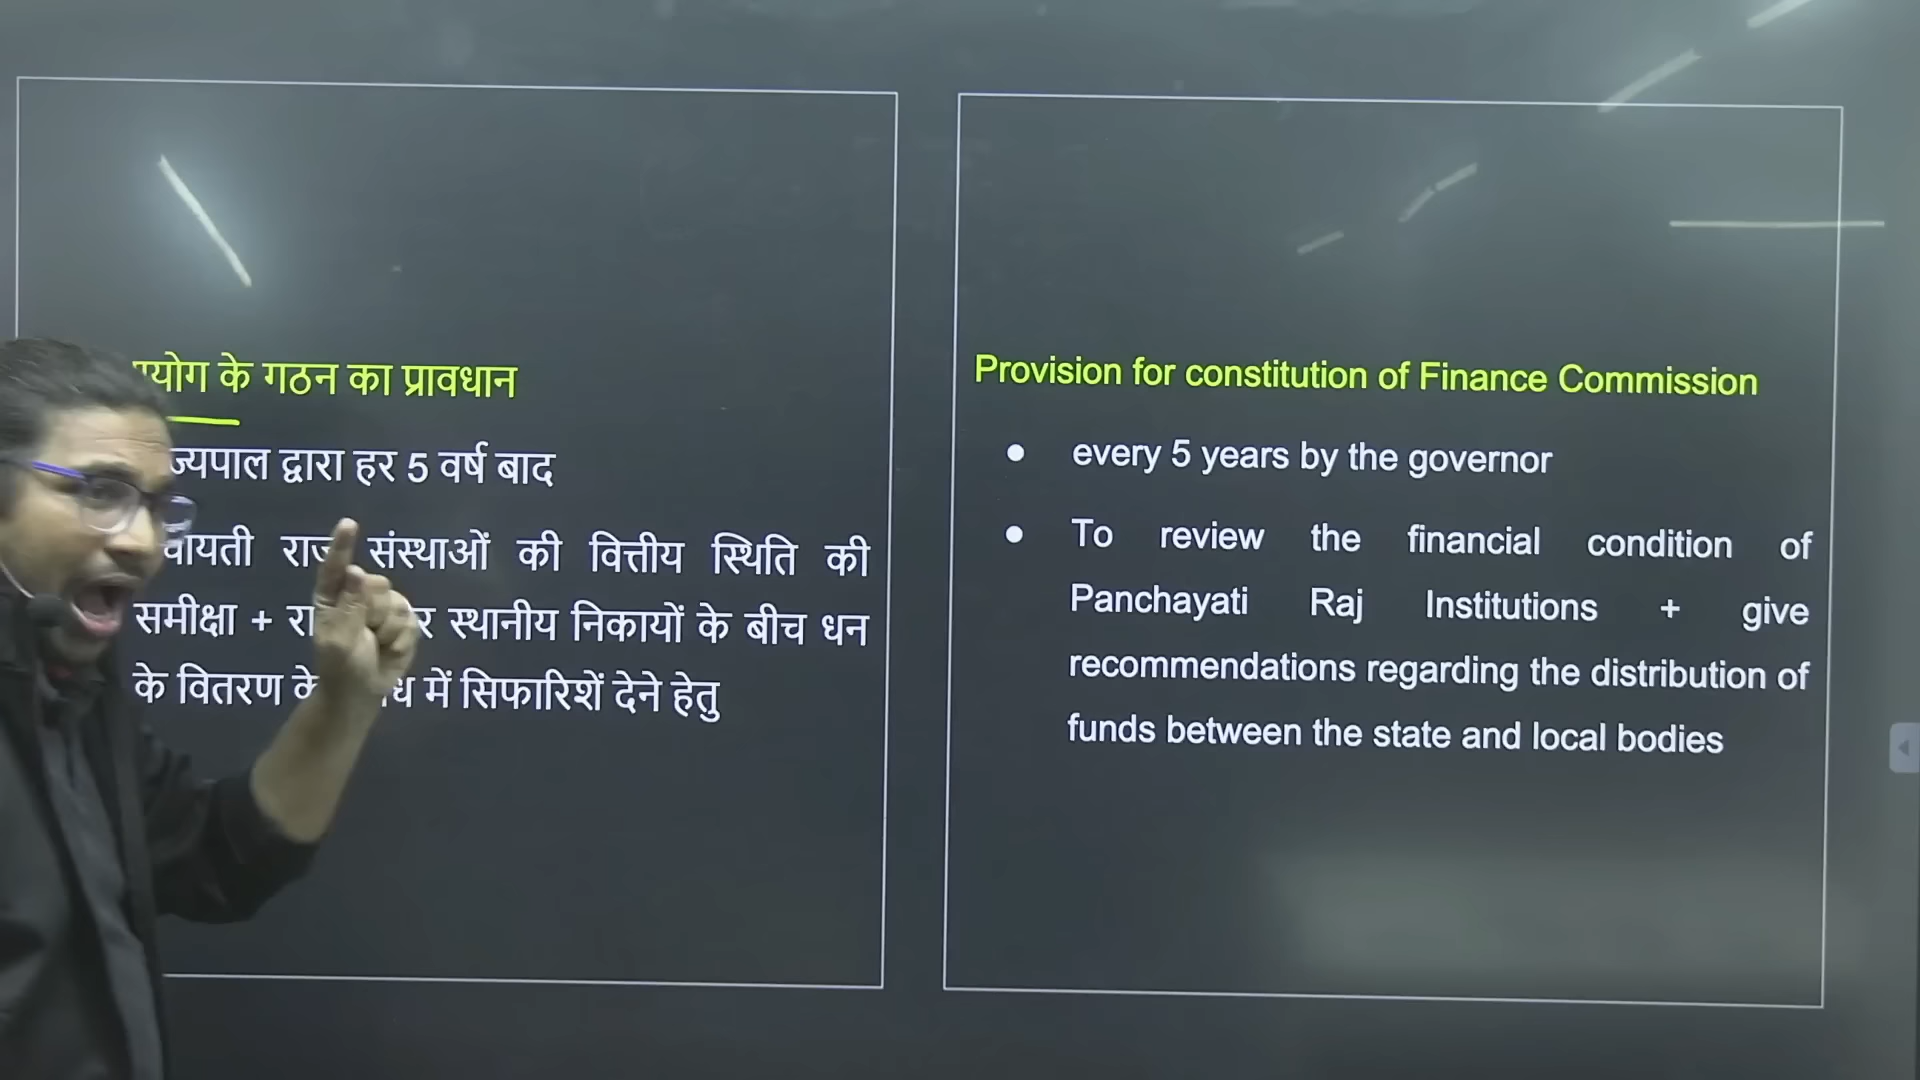 के गठन का प्रावधान
द्वारा हर 5 वर्ष बाद
संस्थाओं की वित्तीय स्थिति की
समीक्षा + स्थानीय निकायों के बीच धन
के वितरण में सिफारिशें देने हेतु
Provision for constitution of Finance Commission
● every 5 years by the governor
● To review the financial condition of
Panchayati Raj Institutions + give
recommendations regarding the distribution of
funds between the state and local bodies